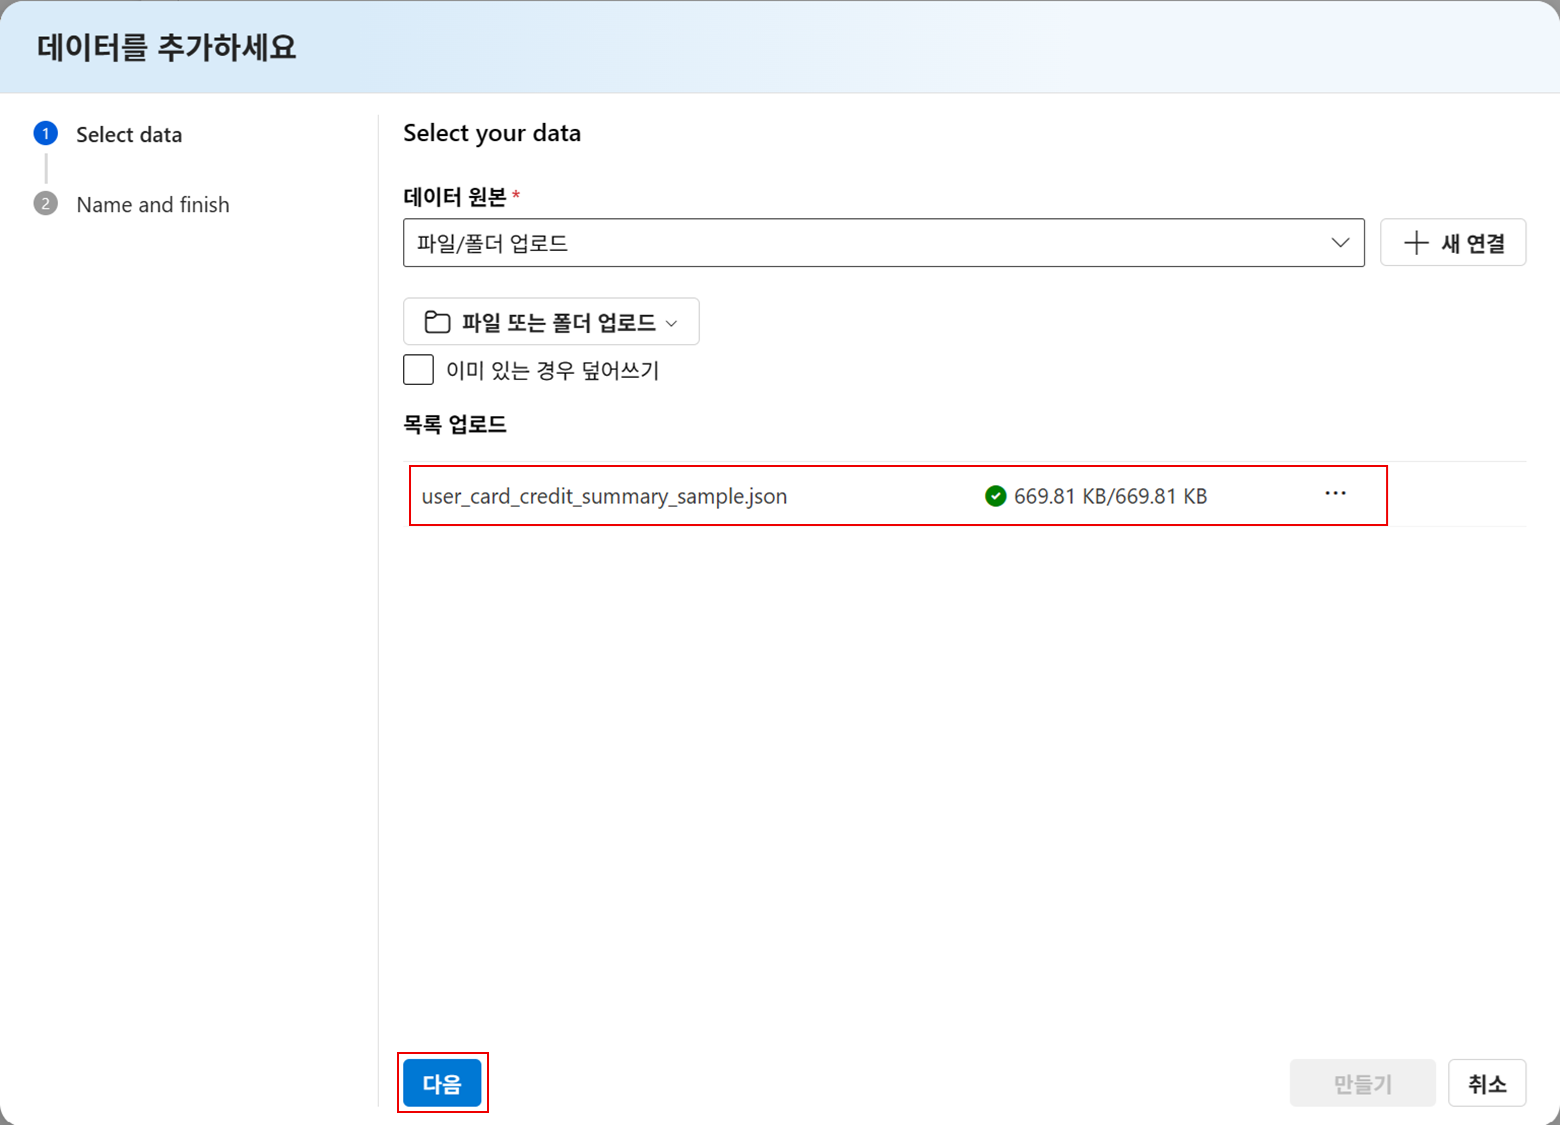 데이터를 추가하세요
1 Select data
2 Name and finish
Select your data
데이터 원본 *
파일/폴더 업로드
새 연결
파일 또는 폴더 업로드
이미 있는 경우 덮어쓰기
목록 업로드
user_card_credit_summary_sample.json 669.81 KB/669.81 KB ···
다음
만들기
취소